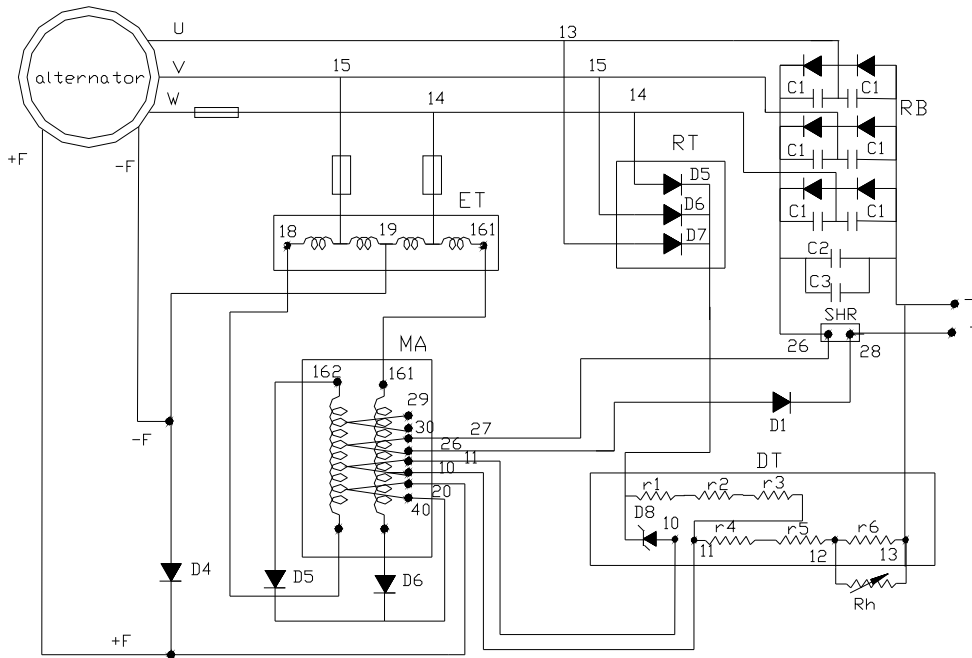 U
13
alternator
V
15
15
W
14
14
C1
C1
RB
+F
-F
RT
C1
C1
D5
ET
D6
C1
C1
18
19
161
D7
C2
C3
SHR
-
MA
26
28
162
161
29
30
27
D1
-F
26
11
10
DT
20
r1
r2
r3
40
D8
10
r4
r5
r6
11
12
13
D4
D5
D6
Rh
+F